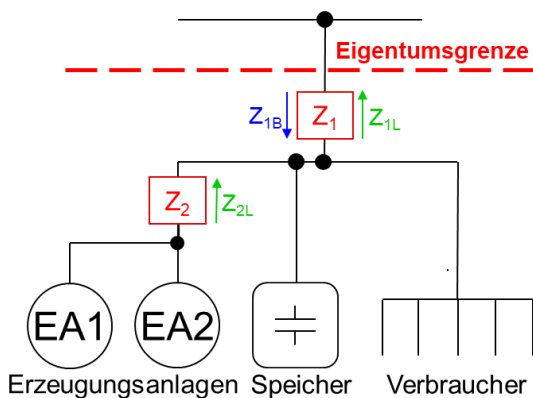 Eigentumsgrenze
Z1B Z1 Z1L
Z2 Z2L
EA1 EA2
Erzeugungsanlagen Speicher Verbraucher